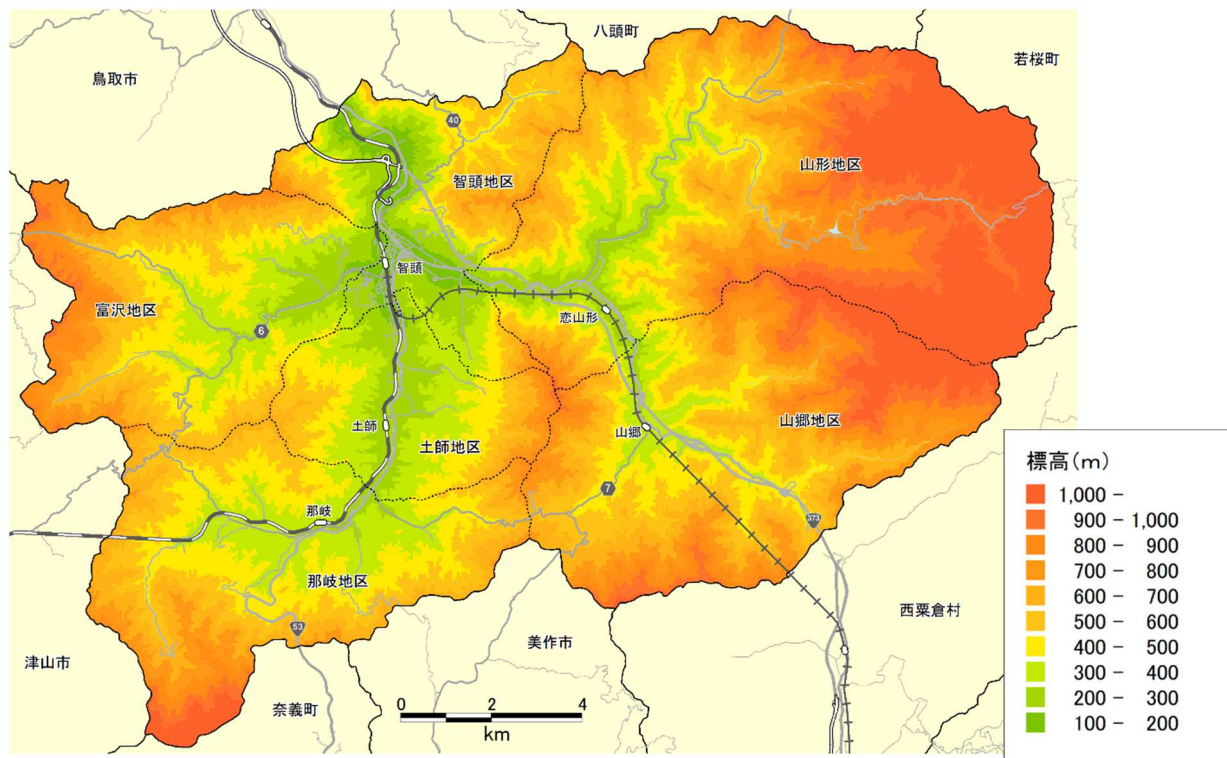 八頭町
若桜町
鳥取市
40
智頭地区
山形地区
智頭
富沢地区
6
恋山形
土師
土師地区
山郷
山郷地区
7
373
那岐
那岐地区
53
津山市
奈義町
美作市
西粟倉村
0 2 4
km
標高(m)
1,000 -
900 - 1,000
800 - 900
700 - 800
600 - 700
500 - 600
400 - 500
300 - 400
200 - 300
100 - 200